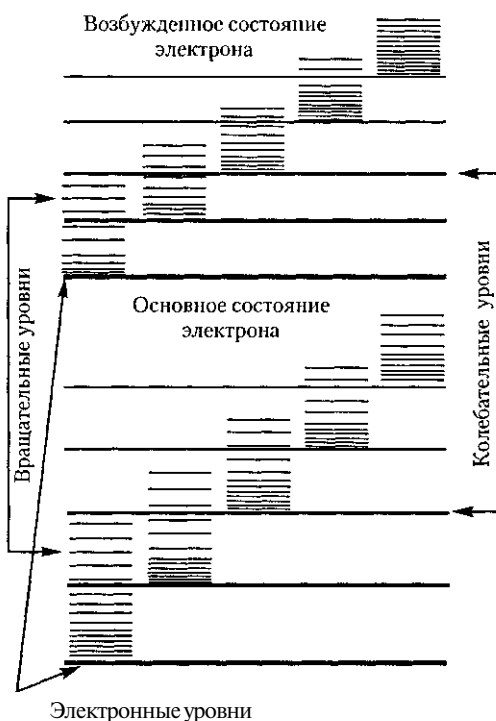 Возбужденное состояние
электрона
Основное состояние
электрона
Вращательные уровни
Колебательные уровни
Электронные уровни